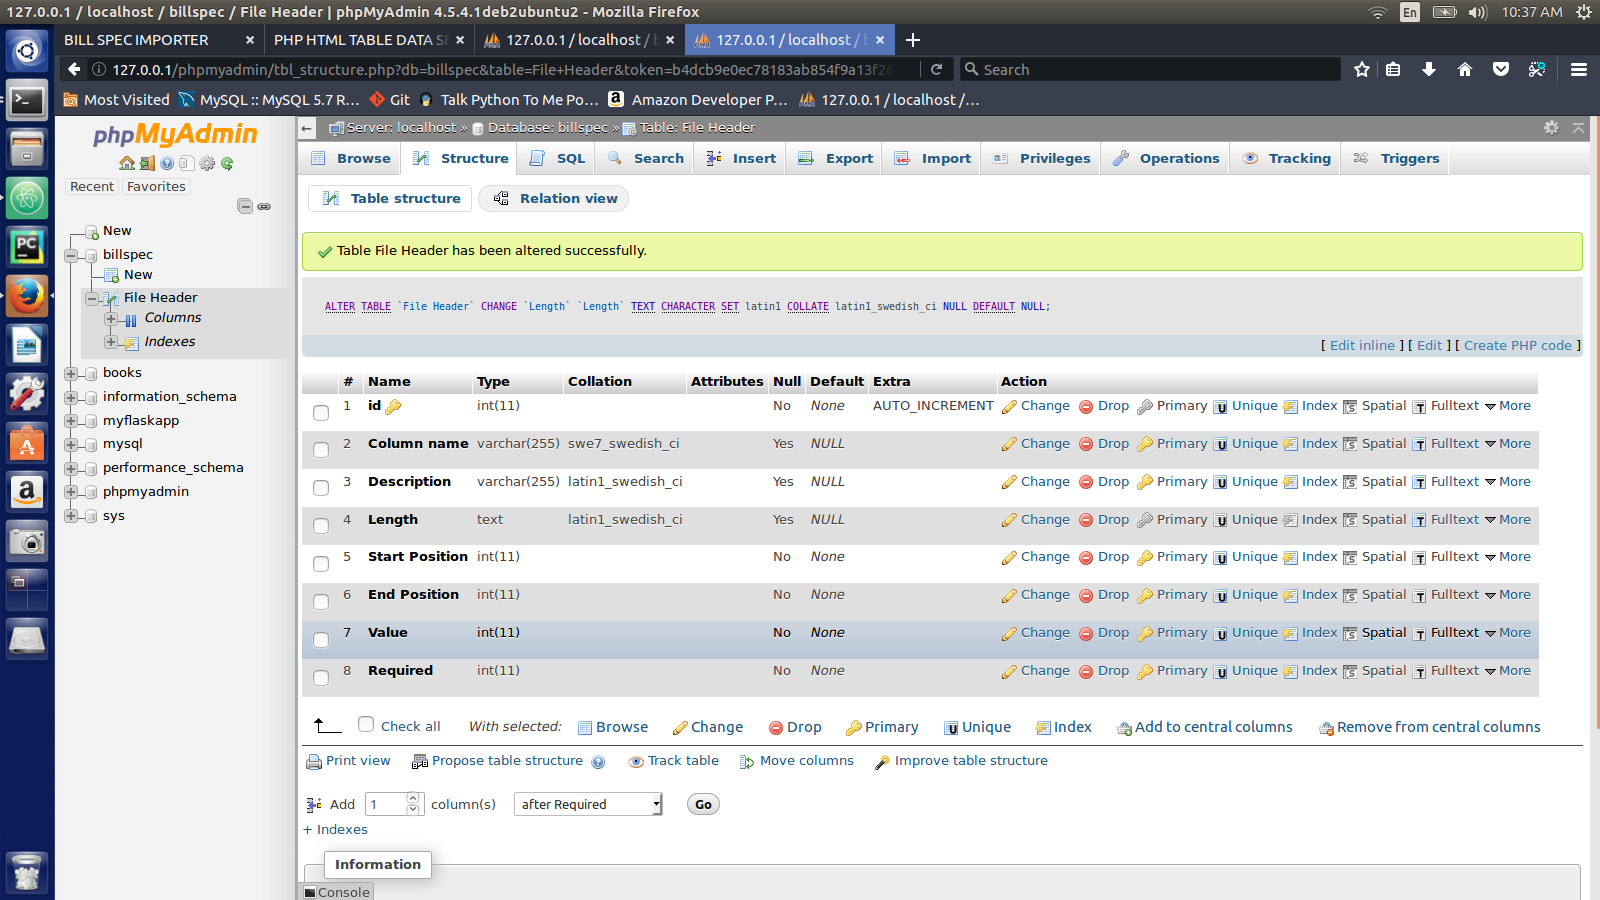 127.0.0.1 / localhost / billspec / File Header | phpMyAdmin 4.5.4.1deb2ubuntu2 - Mozilla Firefox
En
10:37 AM
BILL SPEC IMPORTER
PHP HTML TABLE DATA SE
127.0.0.1 / localhost / b
127.0.0.1 / localhost / b
127.0.0.1/phpmyadmin/tbl_structure.php?db=billspec&table=File+Header&token=b4dcb9e0ec78183ab854f9a13f26
Search
Most Visited
MySQL :: MySQL 5.7 R...
Git
Talk Python To Me Po...
Amazon Developer P...
127.0.0.1 / localhost /...
phpMyAdmin
Recent
Favorites
New
billspec
New
File Header
Columns
Indexes
books
information_schema
myflaskapp
mysql
performance_schema
phpmyadmin
sys
Server: localhost » Database: billspec » Table: File Header
Browse Structure SQL Search Insert Export Import Privileges Operations Tracking Triggers
Table structure Relation view
Table File Header has been altered successfully.
ALTER TABLE `File Header` CHANGE `Length` `Length` TEXT CHARACTER SET latin1 COLLATE latin1_swedish_ci NULL DEFAULT NULL;
[ Edit inline ] [ Edit ] [ Create PHP code ]
# Name Type Collation Attributes Null Default Extra Action
1 id int(11) No None AUTO_INCREMENT Change Drop Primary Unique Index Spatial Fulltext More
2 Column name varchar(255) swe7_swedish_ci Yes NULL Change Drop Primary Unique Index Spatial Fulltext More
3 Description varchar(255) latin1_swedish_ci Yes NULL Change Drop Primary Unique Index Spatial Fulltext More
4 Length text latin1_swedish_ci Yes NULL Change Drop Primary Unique Index Spatial Fulltext More
5 Start Position int(11) No None Change Drop Primary Unique Index Spatial Fulltext More
6 End Position int(11) No None Change Drop Primary Unique Index Spatial Fulltext More
7 Value int(11) No None Change Drop Primary Unique Index Spatial Fulltext More
8 Required int(11) No None Change Drop Primary Unique Index Spatial Fulltext More
Check all With selected: Browse Change Drop Primary Unique Index Add to central columns Remove from central columns
Print view Propose table structure Track table Move columns Improve table structure
Add 1 column(s) after Required Go
+ Indexes
Information
Console